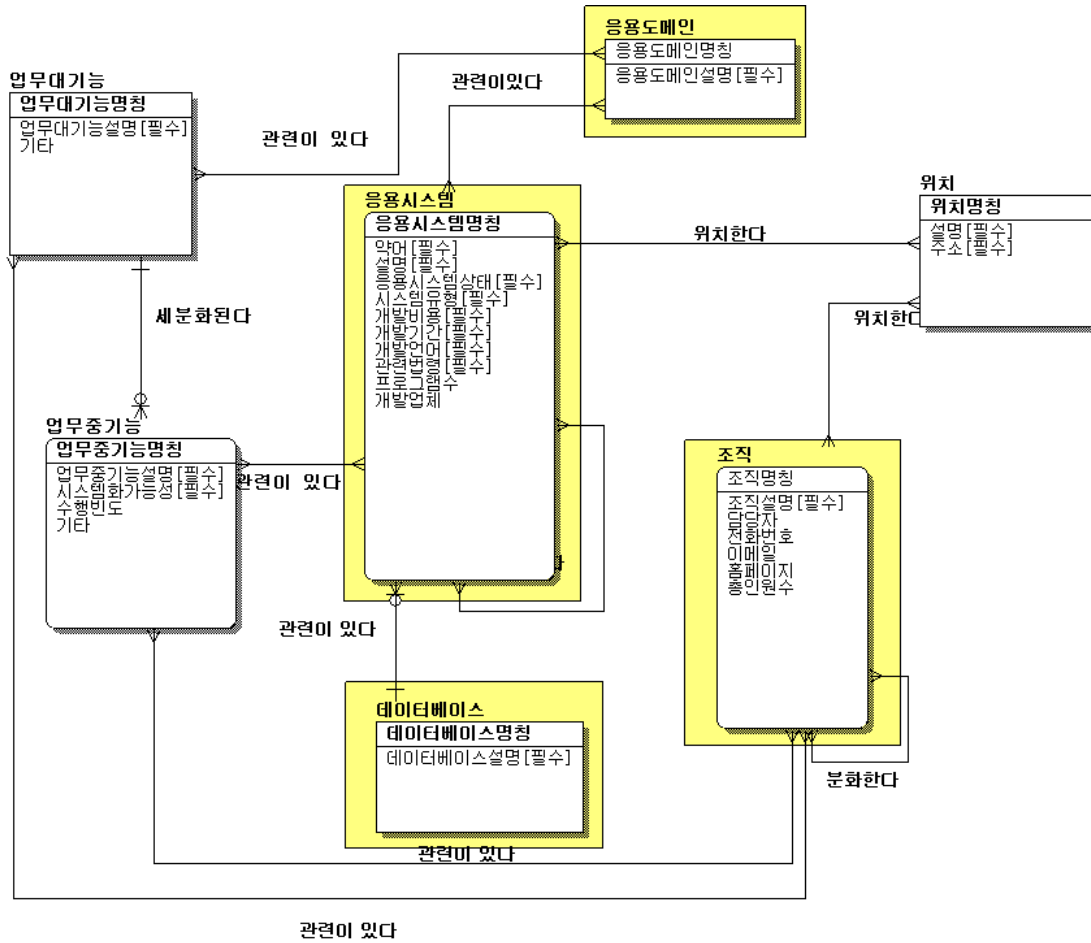 응용도메인
응용도메인명칭
응용도메인설명[필수]
관련이있다
업무대기능
업무대기능명칭
업무대기능설명[필수]
기타
관련이 있다
응용시스템
응용시스템명칭
약어[필수]
설명[필수]
응용시스템상태[필수]
시스템유형[필수]
개발비용[필수]
개발기간[필수]
개발언어[필수]
관련법령[필수]
프로그램수
개발업체
위치
위치명칭
설명[필수]
주소[필수]
위치한다
위치한다
세분화된다
업무중기능
업무중기능명칭
업무중기능설명[필수]
시스템화가능성[필수]
수행빈도
기타
관련이 있다
조직
조직명칭
조직설명[필수]
담당자
전화번호
이메일
홈페이지
총인원수
분화한다
관련이 있다
데이터베이스
데이터베이스명칭
데이터베이스설명[필수]
관련이 있다
관련이 있다